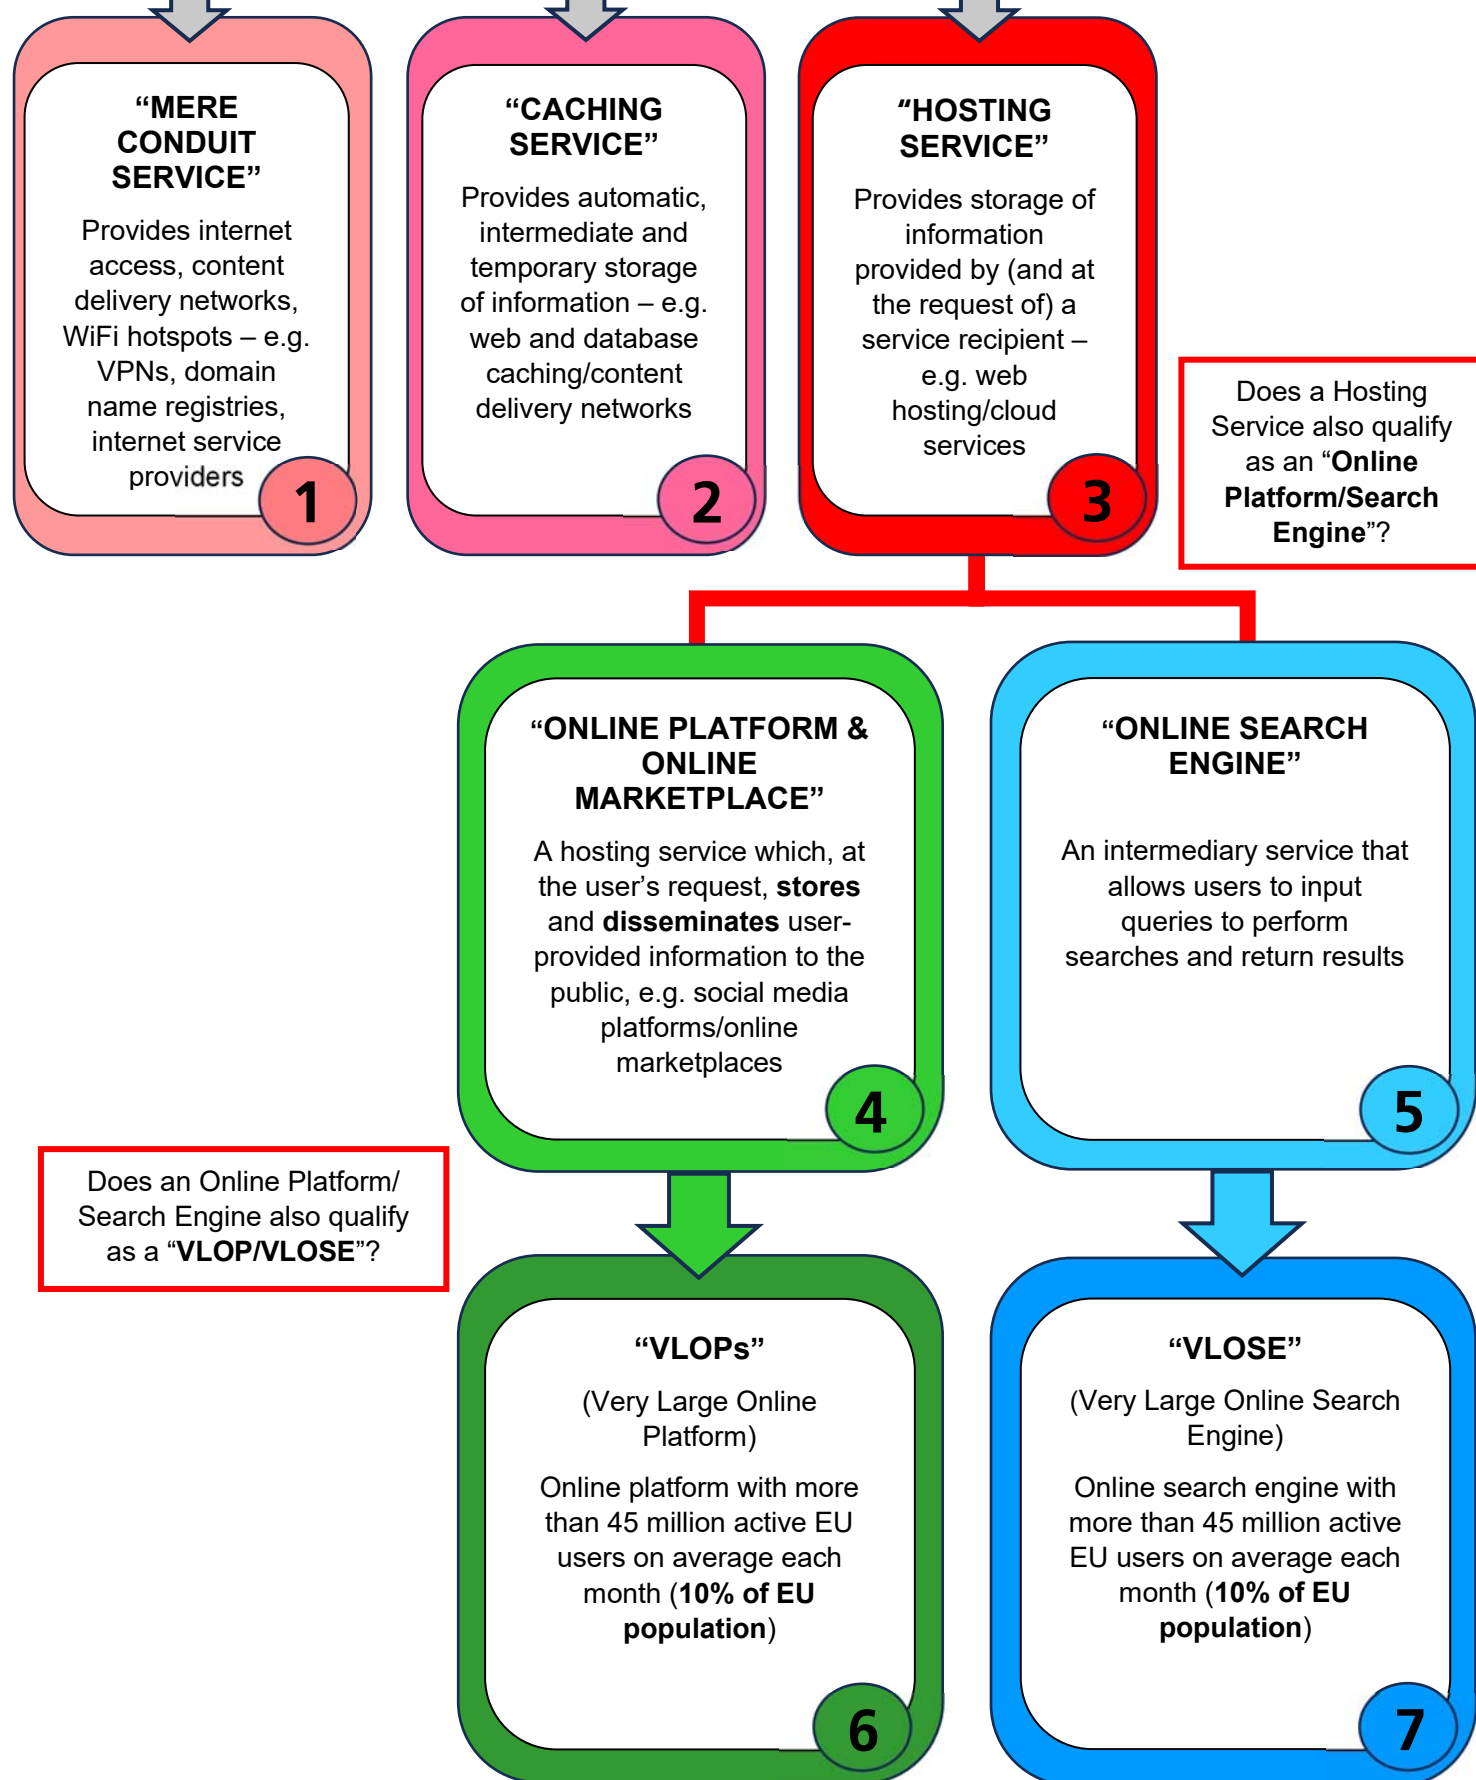 “MERE
CONDUIT
SERVICE”
Provides internet
access, content
delivery networks,
WiFi hotspots – e.g.
VPNs, domain
name registries,
internet service
providers
1
“CACHING
SERVICE”
Provides automatic,
intermediate and
temporary storage
of information – e.g.
web and database
caching/content
delivery networks
2
“HOSTING
SERVICE”
Provides storage of
information
provided by (and at
the request of) a
service recipient –
e.g. web
hosting/cloud
services
3
Does a Hosting
Service also qualify
as an “Online
Platform/Search
Engine”?
“ONLINE PLATFORM &
ONLINE
MARKETPLACE”
A hosting service which, at
the user’s request, stores
and disseminates user-
provided information to the
public, e.g. social media
platforms/online
marketplaces
4
“ONLINE SEARCH
ENGINE”
An intermediary service that
allows users to input
queries to perform
searches and return results
5
Does an Online Platform/
Search Engine also qualify
as a “VLOP/VLOSE”?
“VLOPs”
(Very Large Online
Platform)
Online platform with more
than 45 million active EU
users on average each
month (10% of EU
population)
6
“VLOSE”
(Very Large Online Search
Engine)
Online search engine with
more than 45 million active
EU users on average each
month (10% of EU
population)
7